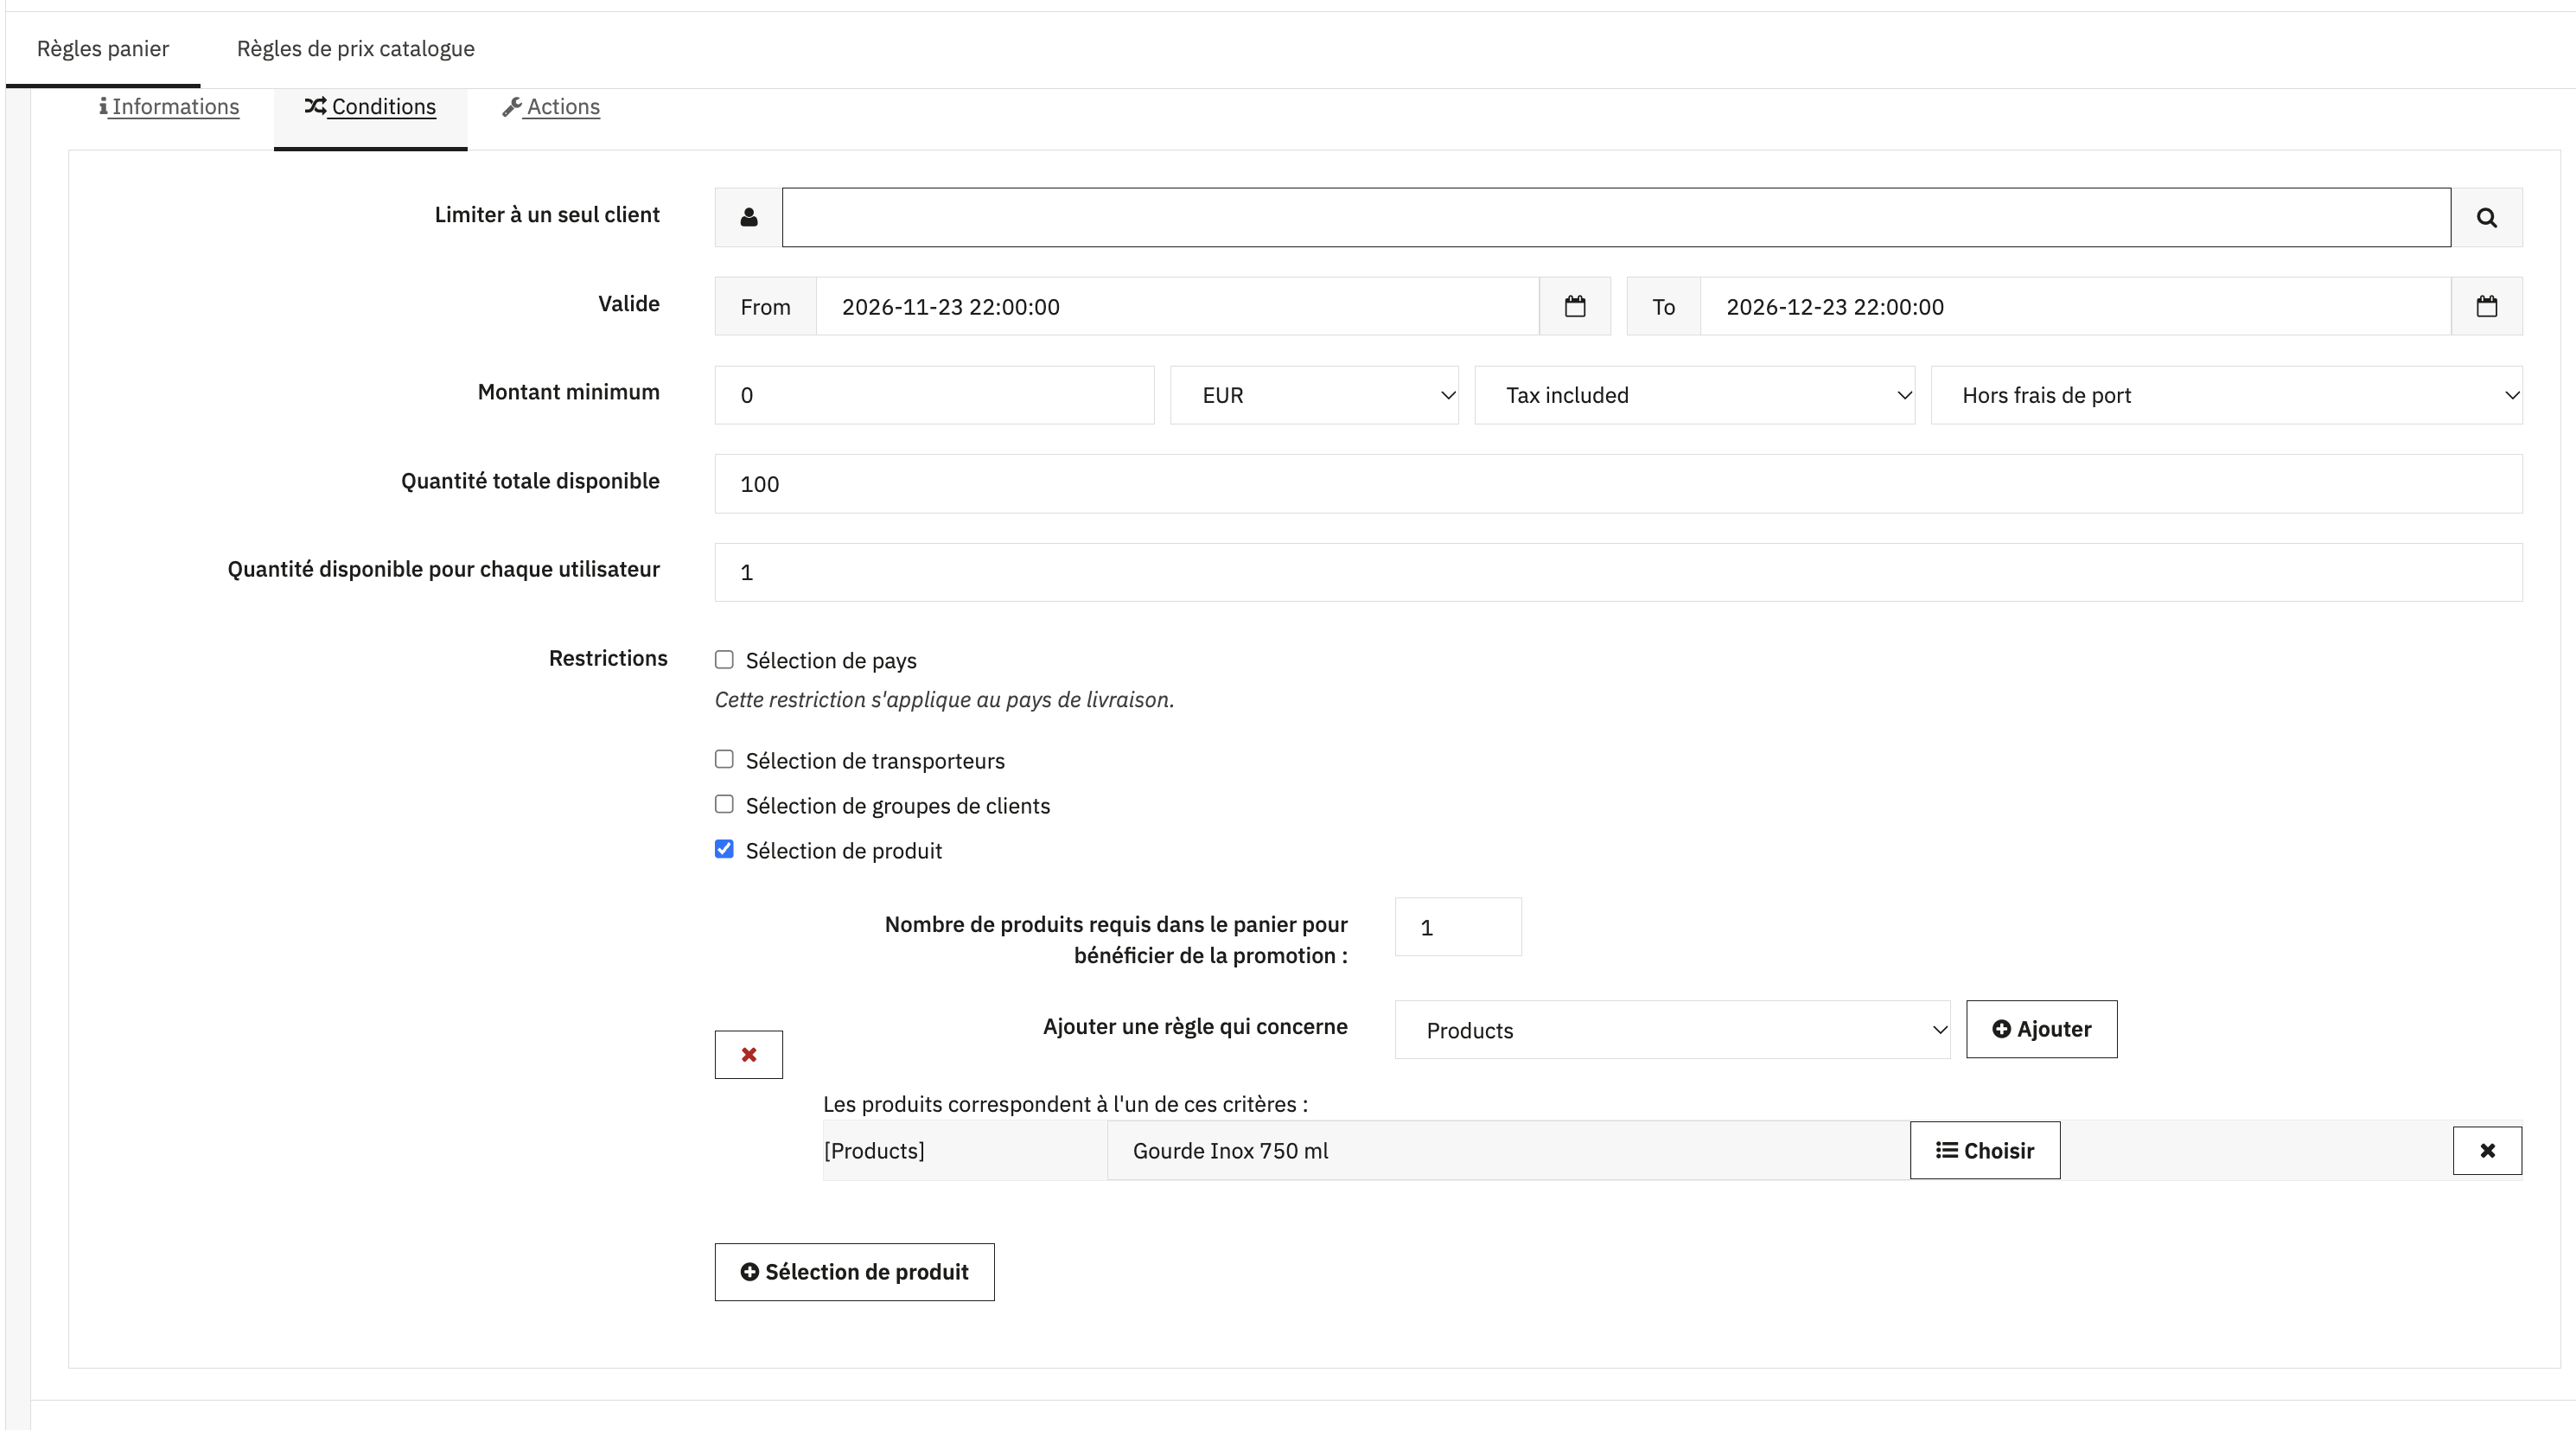 Règles panier
Règles de prix catalogue
Informations
Conditions
Actions
Limiter à un seul client
Valide
From
2026-11-23 22:00:00
To
2026-12-23 22:00:00
Montant minimum
0
EUR
Tax included
Hors frais de port
Quantité totale disponible
100
Quantité disponible pour chaque utilisateur
1
Restrictions
Sélection de pays
Cette restriction s'applique au pays de livraison.
Sélection de transporteurs
Sélection de groupes de clients
Sélection de produit
Nombre de produits requis dans le panier pour
bénéficier de la promotion :
1
Ajouter une règle qui concerne
Products
Ajouter
Les produits correspondent à l'un de ces critères :
[Products]
Gourde Inox 750 ml
Choisir
Sélection de produit